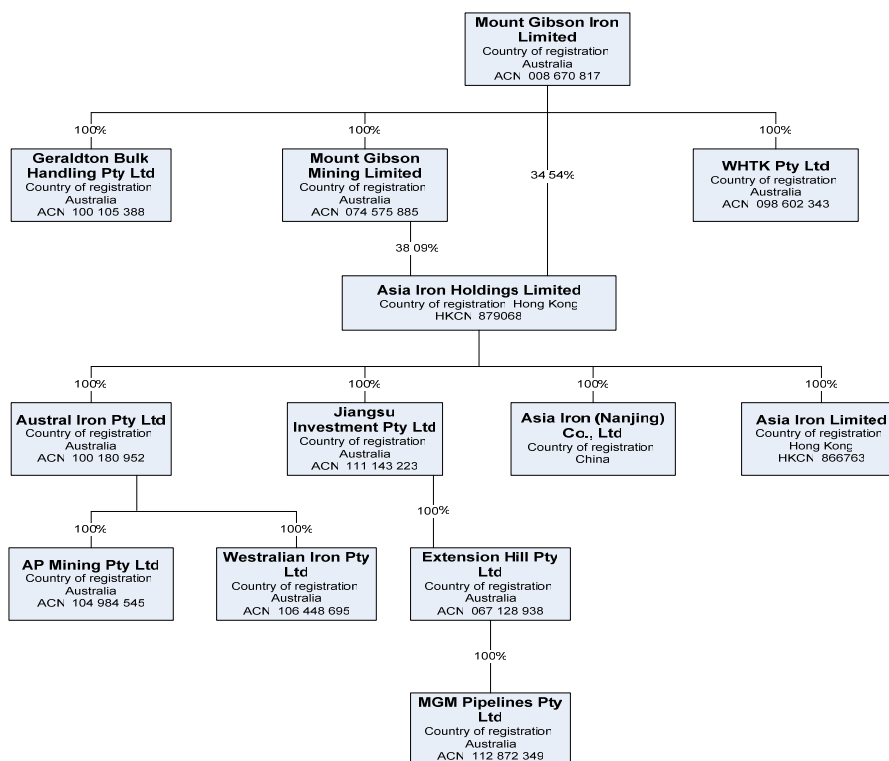 Mount Gibson Iron
Limited
Country of registration
Australia
ACN 008 670 817
100%
100%
100%
34 54%
Geraldton Bulk
Handling Pty Ltd
Country of registration
Australia
ACN 100 105 388
Mount Gibson
Mining Limited
Country of registration
Australia
ACN 074 575 885
WHTK Pty Ltd
Country of registration
Australia
ACN 098 602 343
38 09%
Asia Iron Holdings Limited
Country of registration Hong Kong
HKCN 879068
100%
100%
100%
100%
Austral Iron Pty Ltd
Country of registration
Australia
ACN 100 180 952
Jiangsu
Investment Pty Ltd
Country of registration
Australia
ACN 111 143 223
Asia Iron (Nanjing)
Co., Ltd
Country of registration
China
Asia Iron Limited
Country of registration
Hong Kong
HKCN 866763
100%
100%
100%
AP Mining Pty Ltd
Country of registration
Australia
ACN 104 984 545
Westralian Iron Pty
Ltd
Country of registration
Australia
ACN 106 448 695
Extension Hill Pty
Ltd
Country of registration
Australia
ACN 067 128 938
100%
MGM Pipelines Pty
Ltd
Country of registration
Australia
ACN 112 872 349